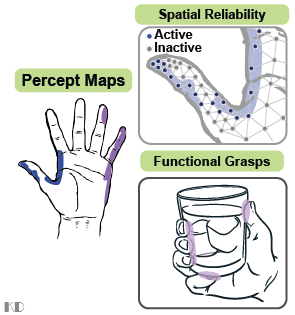 Spatial Reliability
Active
Inactive
Percept Maps
Functional Grasps